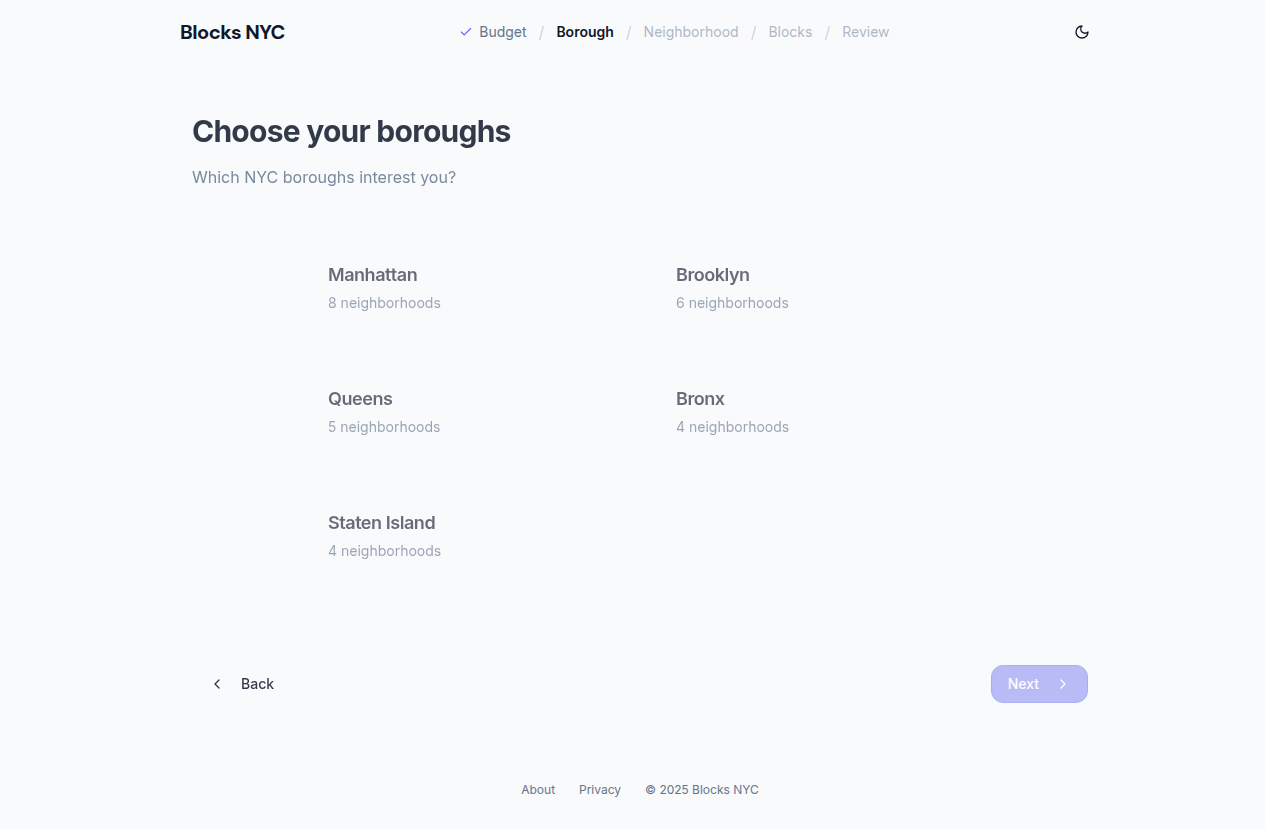 Blocks NYC
Budget / Borough / Neighborhood / Blocks / Review
Choose your boroughs
Which NYC boroughs interest you?
Manhattan
8 neighborhoods
Brooklyn
6 neighborhoods
Queens
5 neighborhoods
Bronx
4 neighborhoods
Staten Island
4 neighborhoods
Back
Next
About Privacy © 2025 Blocks NYC